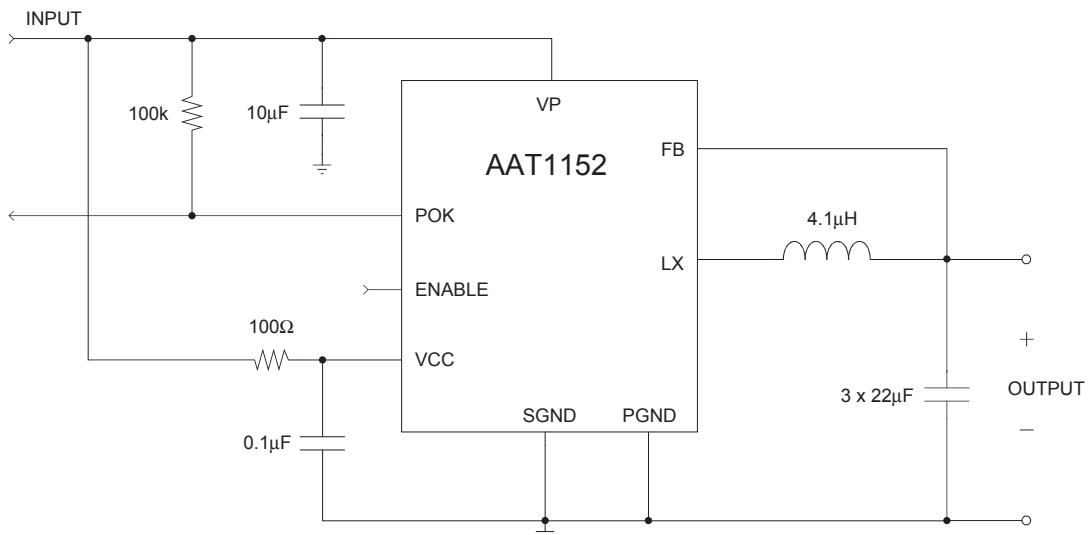 INPUT
VP
100k
10μF
FB
AAT1152
POK
4.1μH
LX
ENABLE
100Ω
VCC
+
3 x 22μF
OUTPUT
SGND
PGND
0.1μF
−